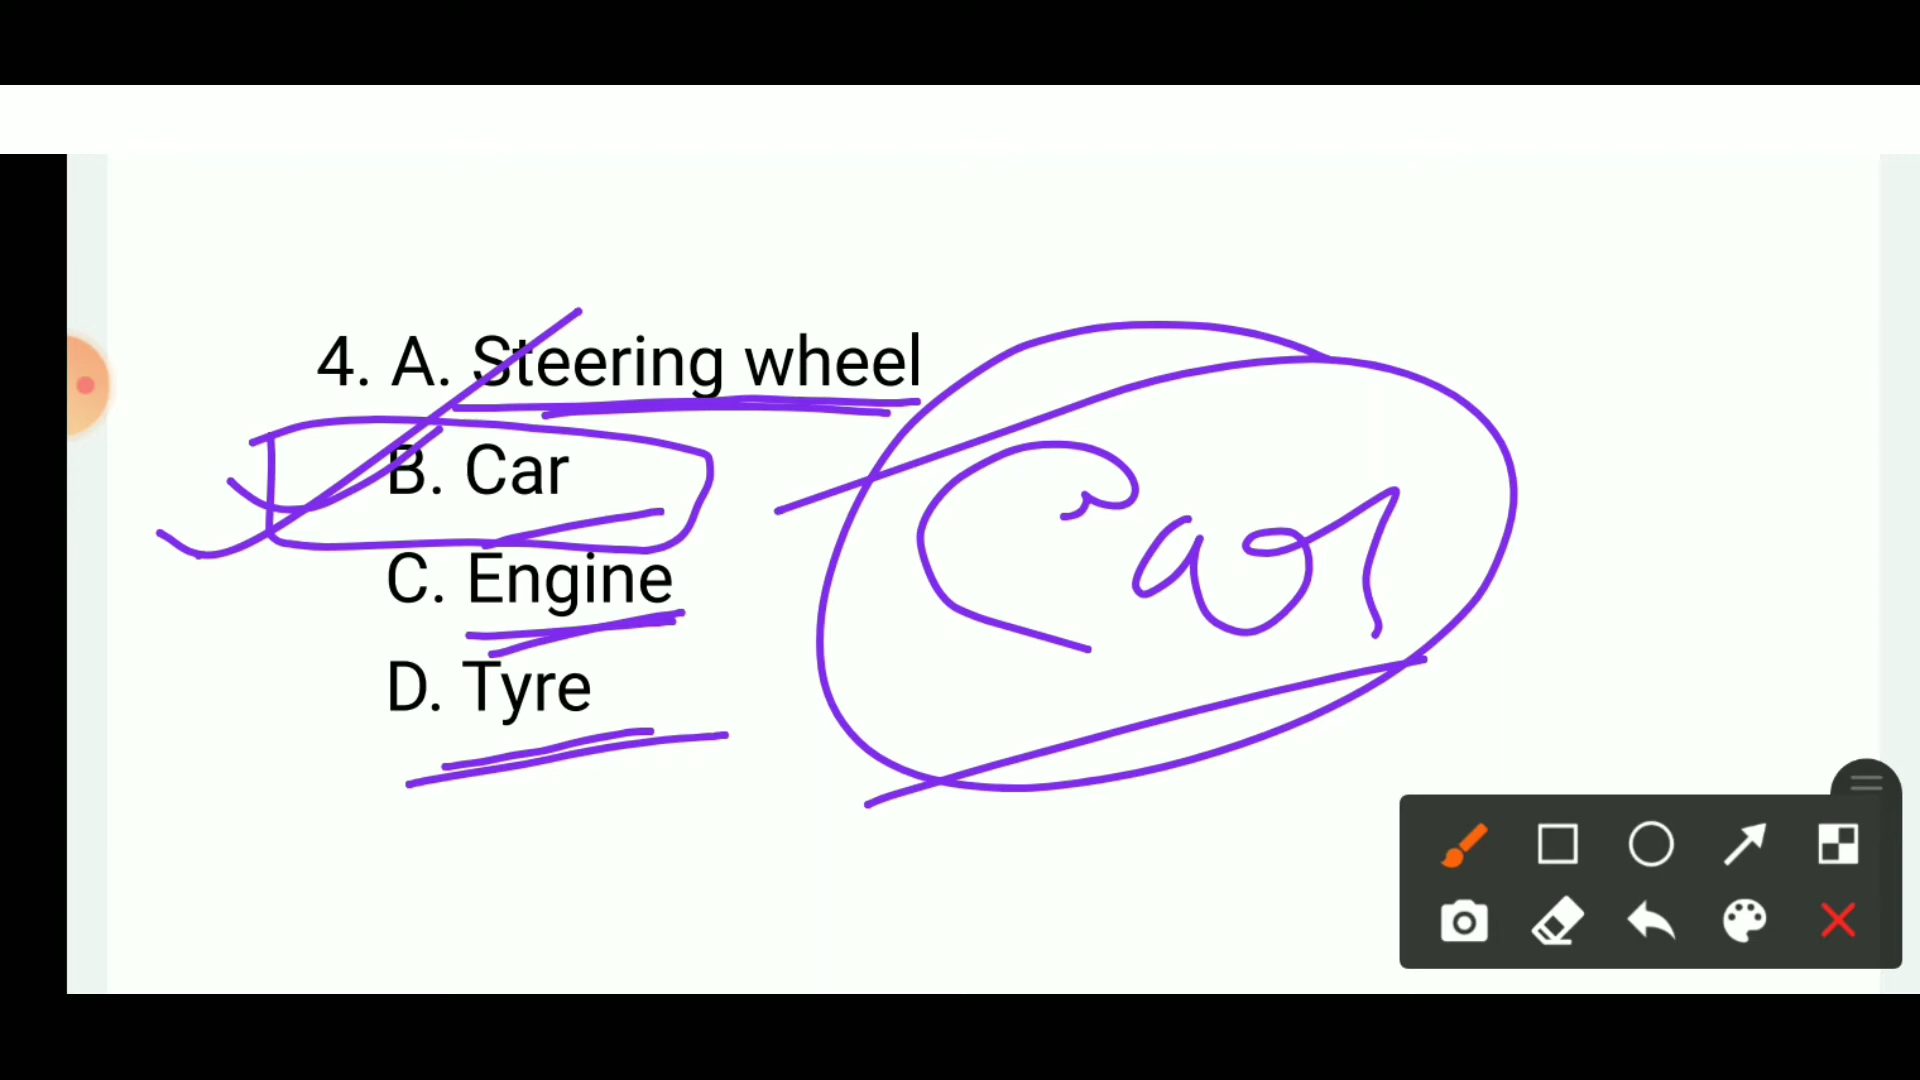 4. A. Steering wheel
B. Car
C. Engine
D. Tyre
Car